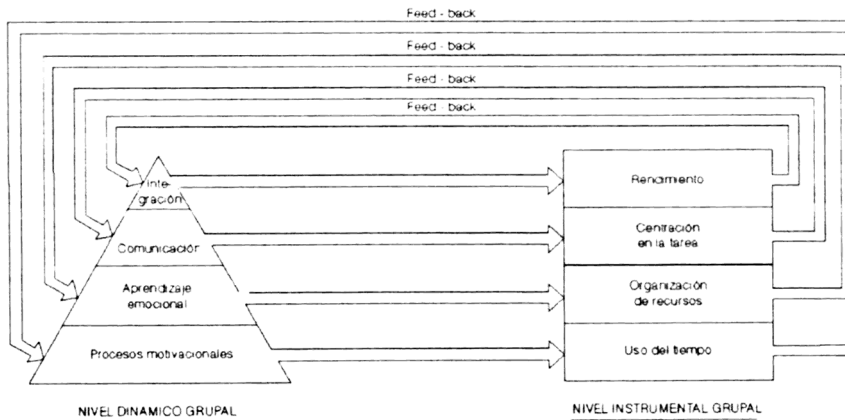 Feed - back
Feed - back
Feed - back
Feed - back
Inte-
gración
Rendimiento
Comunicación
Centración
en la tarea
Aprendizaje
emocional
Organización
de recursos
Procesos motivacionales
Uso del tiempo
NIVEL DINAMICO GRUPAL
NIVEL INSTRUMENTAL GRUPAL